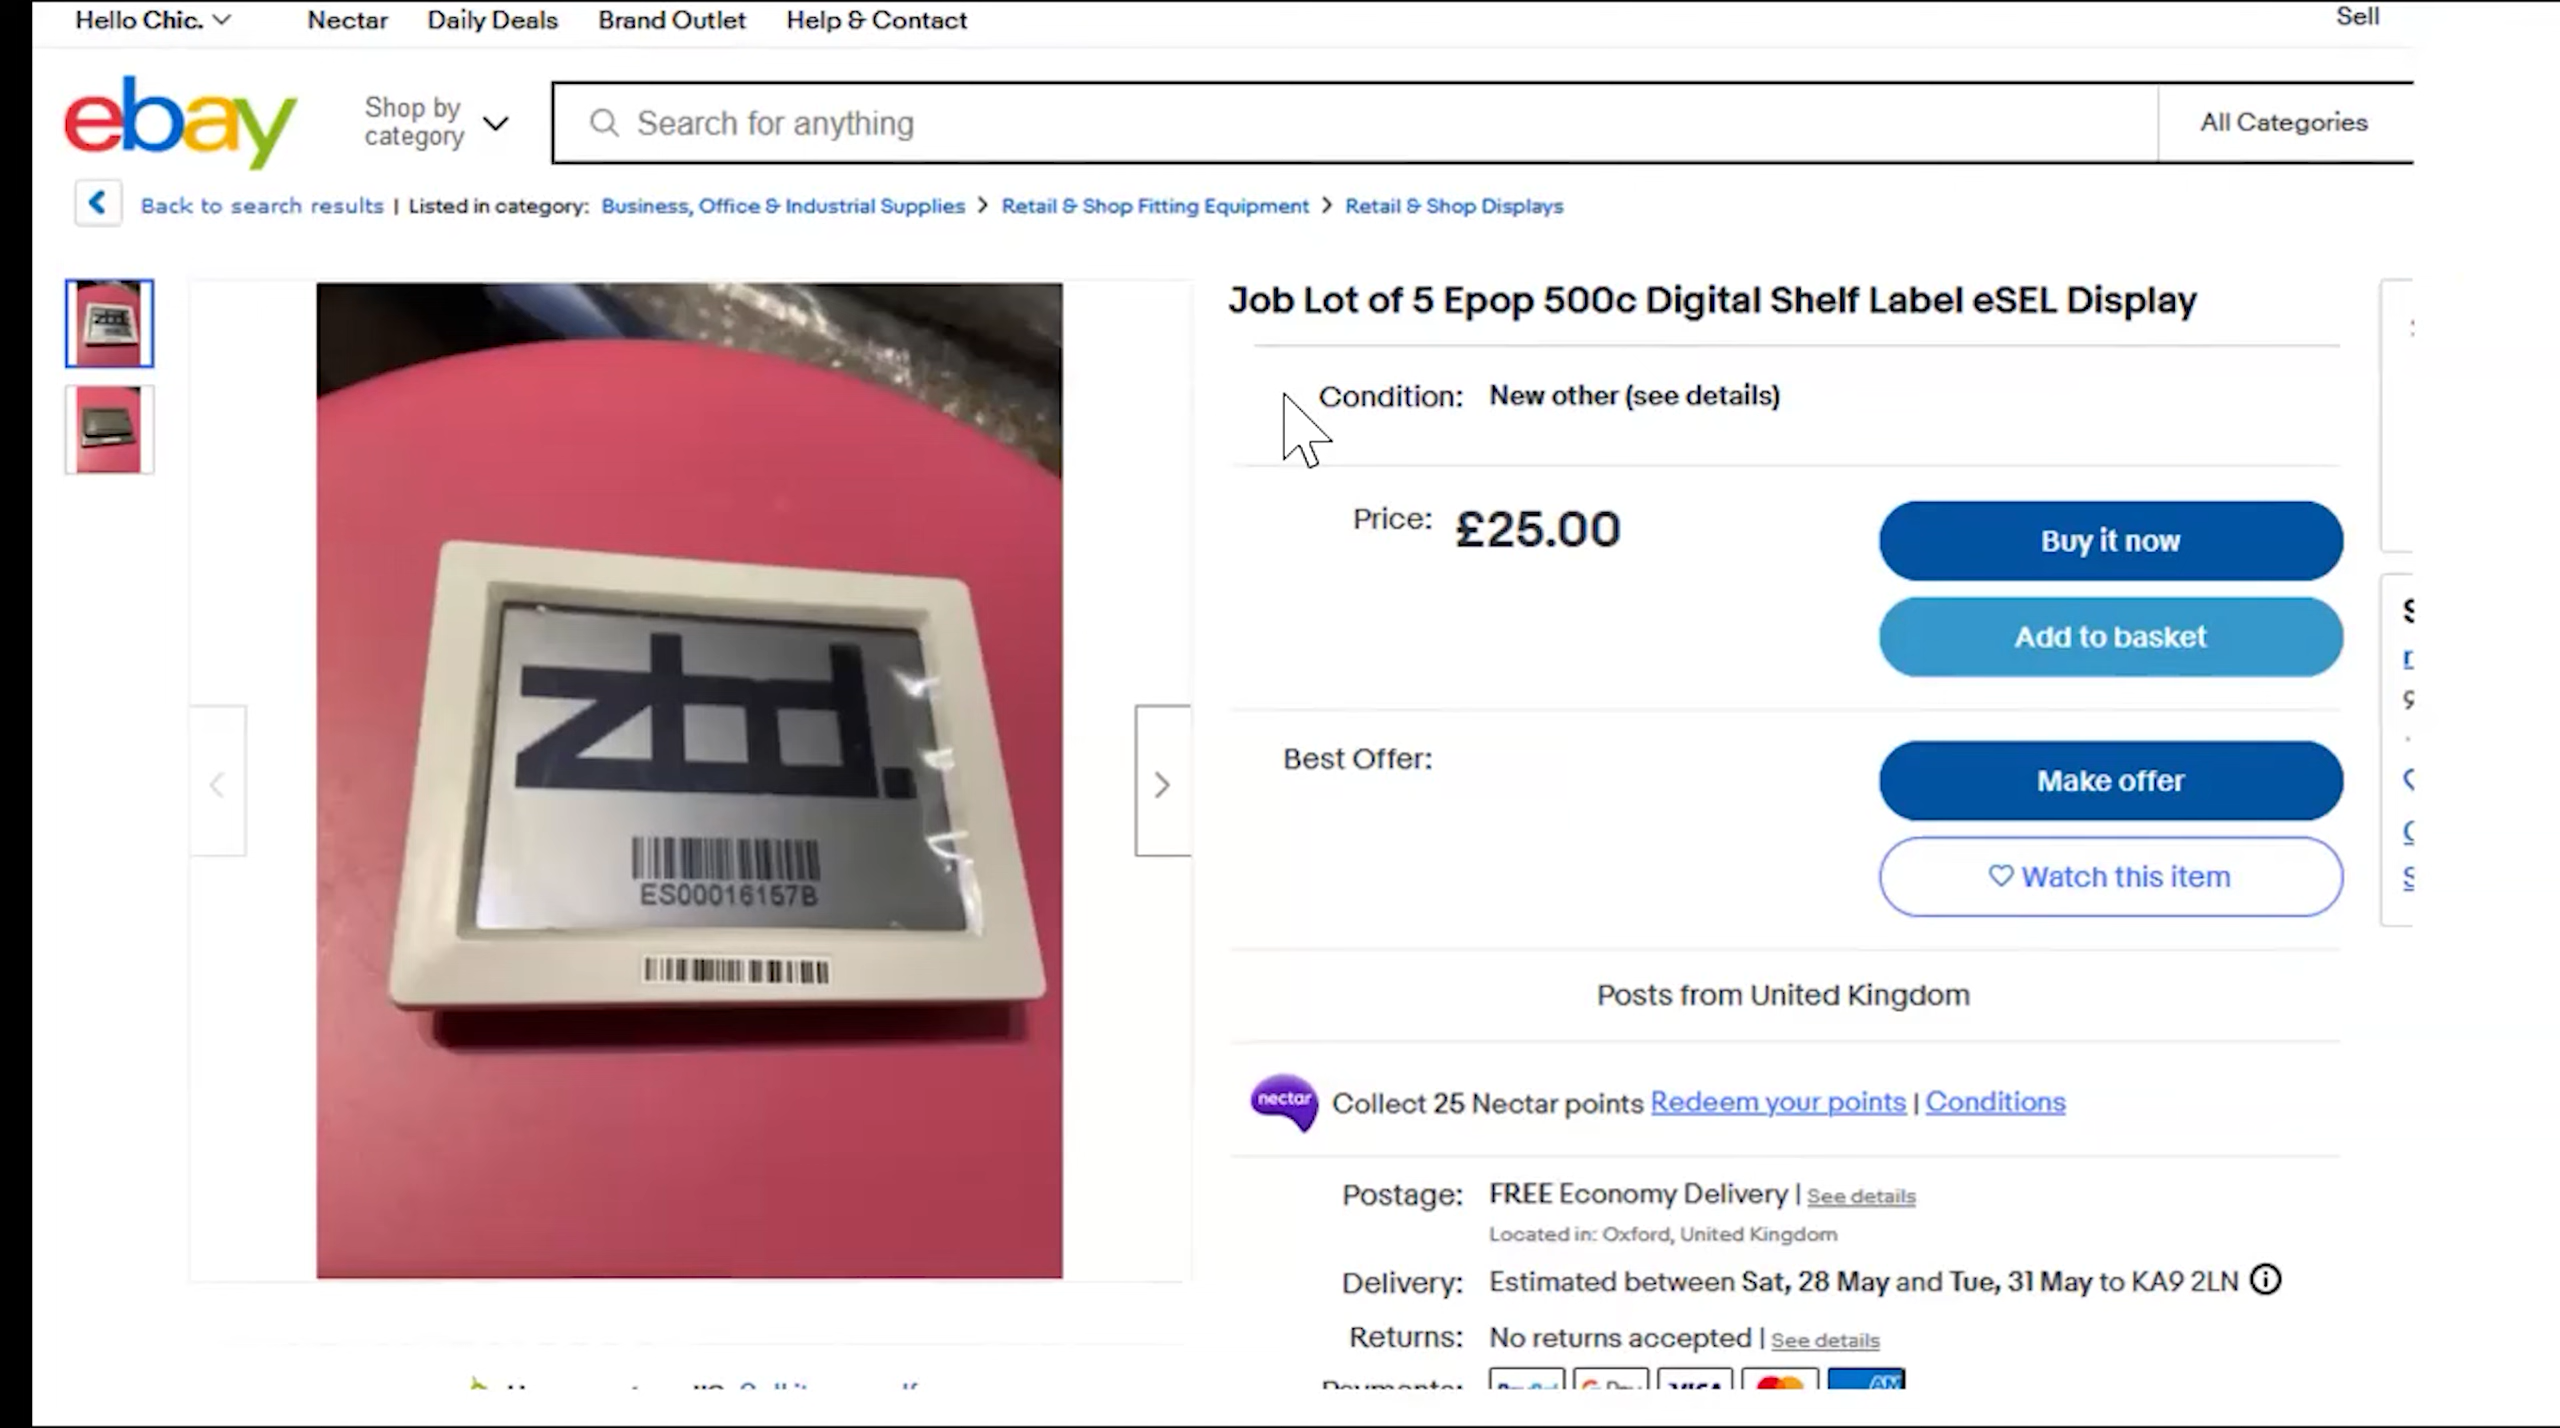 Hello Chic.
Nectar
Daily Deals
Brand Outlet
Help & Contact
Sell
ebay
Shop by
category
Search for anything
All Categories
Back to search results | Listed in category: Business, Office & Industrial Supplies > Retail & Shop Fitting Equipment > Retail & Shop Displays
Job Lot of 5 Epop 500c Digital Shelf Label eSEL Display
Condition: New other (see details)
Price: £25.00
Buy it now
Add to basket
Best Offer:
Make offer
Watch this item
zbd.
ES00016157B
Posts from United Kingdom
nectar
Collect 25 Nectar points Redeem your points | Conditions
Postage: FREE Economy Delivery | See details
Located in: Oxford, United Kingdom
Delivery: Estimated between Sat, 28 May and Tue, 31 May to KA9 2LN
Returns: No returns accepted | See details